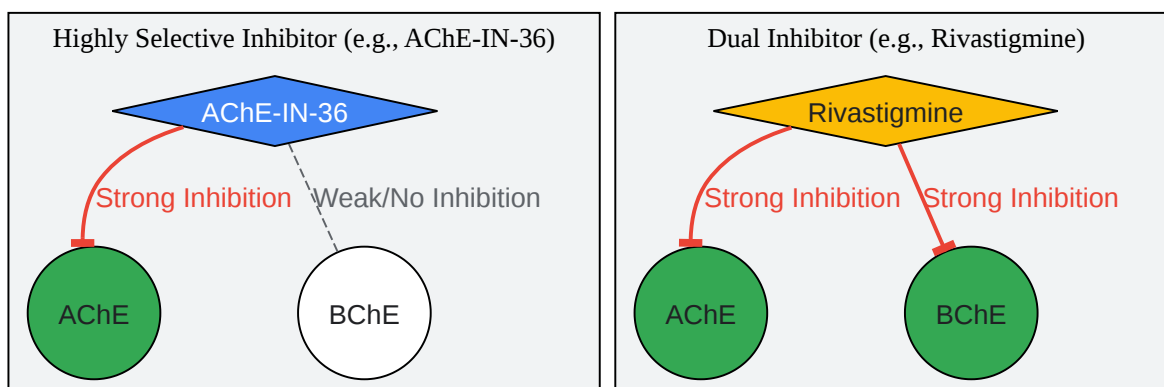 Highly Selective Inhibitor (e.g., AChE-IN-36)
AChE-IN-36
Strong Inhibition
Weak/No Inhibition
AChE
BChE
Dual Inhibitor (e.g., Rivastigmine)
Rivastigmine
Strong Inhibition
Strong Inhibition
AChE
BChE